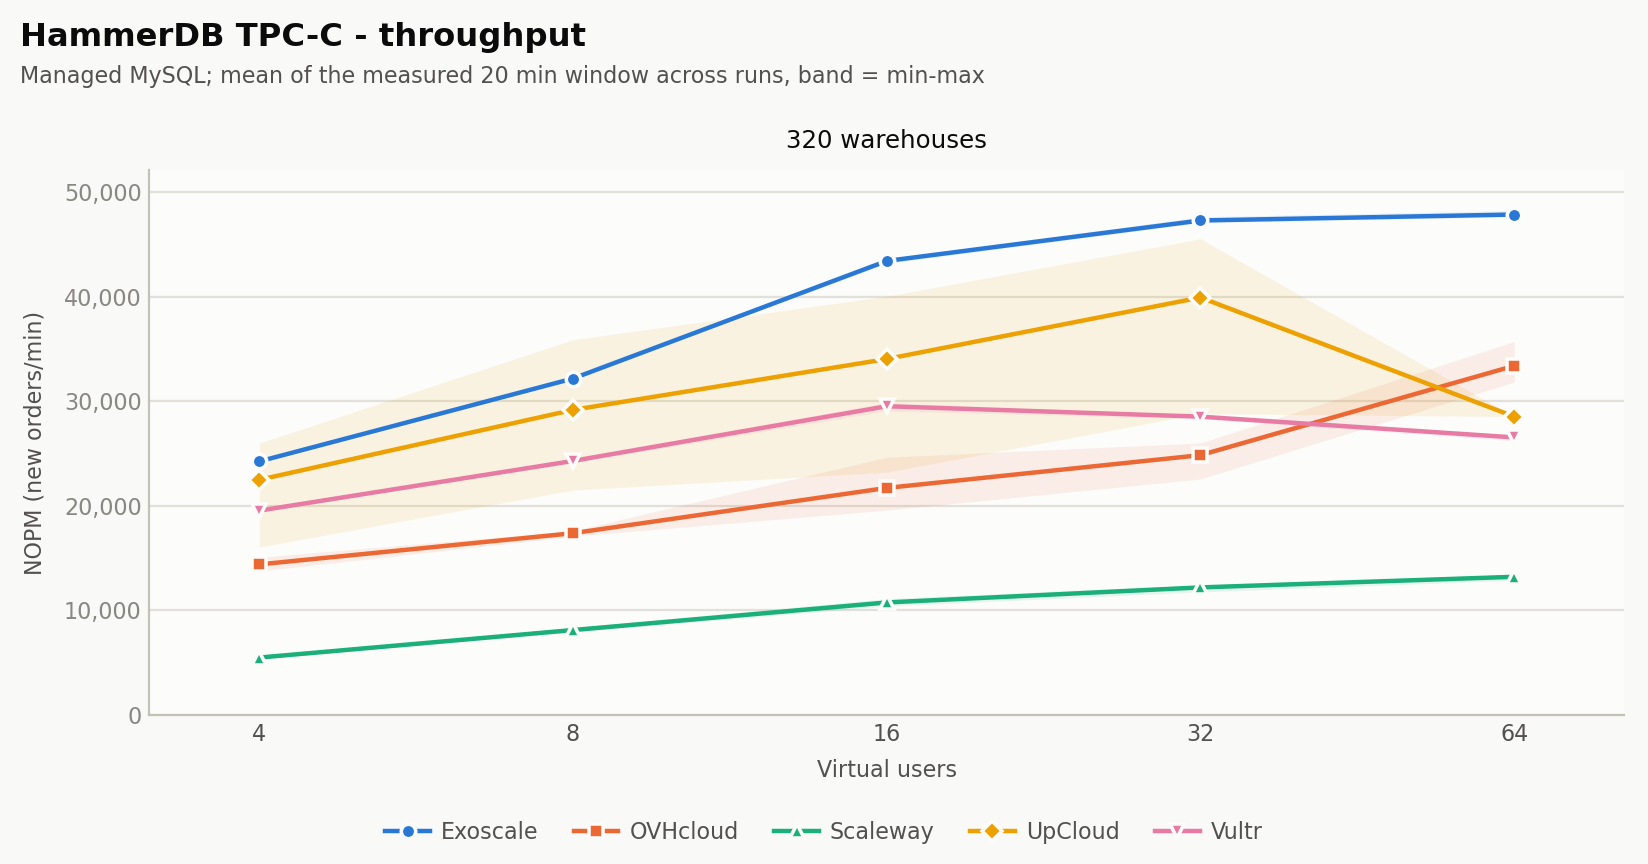 HammerDB TPC-C - throughput
Managed MySQL; mean of the measured 20 min window across runs, band = min-max
320 warehouses
NOPM (new orders/min)
50,000
40,000
30,000
20,000
10,000
0
4 8 16 32 64
Virtual users
Exoscale OVHcloud Scaleway UpCloud Vultr